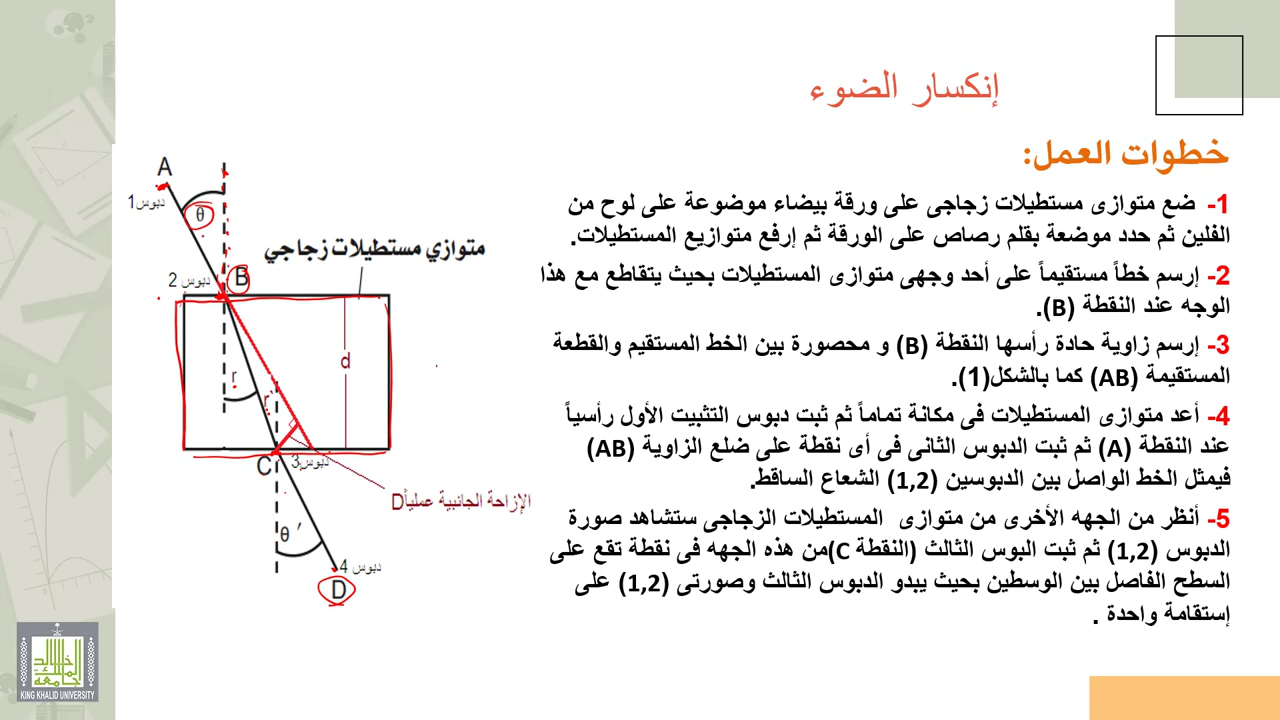 إنكسار الضوء
خطوات العمل:
1- ضع متوازى مستطيلات زجاجى على ورقة بيضاء موضوعة على لوح من
الفلين ثم حدد موضعة بقلم رصاص على الورقة ثم إرفع متوازيع المستطيلات.
2- إرسم خطاً مستقيماً على أحد وجهى متوازى المستطيلات بحيث يتقاطع مع هذا
الوجه عند النقطة (B).
3- إرسم زاوية حادة رأسها النقطة (B) و محصورة بين الخط المستقيم والقطعة
المستقيمة (AB) كما بالشكل(1).
4- أعد متوازى المستطيلات فى مكانة تماماً ثم ثبت دبوس التثبيت الأول رأسياً
عند النقطة (A) ثم ثبت الدبوس الثانى فى أى نقطة على ضلع الزاوية (AB)
فيمثل الخط الواصل بين الدبوسين (1,2) الشعاع الساقط.
5- أنظر من الجهه الأخرى من متوازى المستطيلات الزجاجى ستشاهد صورة
الدبوس (1,2) ثم ثبت البوس الثالث (النقطة C)من هذه الجهه فى نقطة تقع على
السطح الفاصل بين الوسطين بحيث يبدو الدبوس الثالث وصورتى (1,2) على
إستقامة واحدة .
A
دبوس 1
θ
دبوس 2
B
متوازي مستطيلات زجاجي
d
r
r`
C
دبوس 3
الإزاحة الجانبية عملياً D
θ′
دبوس 4
D
جامعة الملك خالد
KING KHALID UNIVERSITY